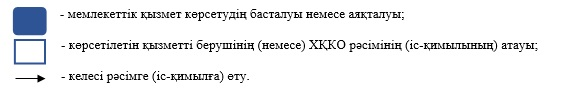 - мемлекеттік қызмет көрсетудің басталуы немесе аяқталуы;
- көрсетілетін қызметті берушінің (немесе) ХҚКО рәсімінің (іс-қимылының) атауы;
- келесі рәсімге (іс-қимылға) өту.